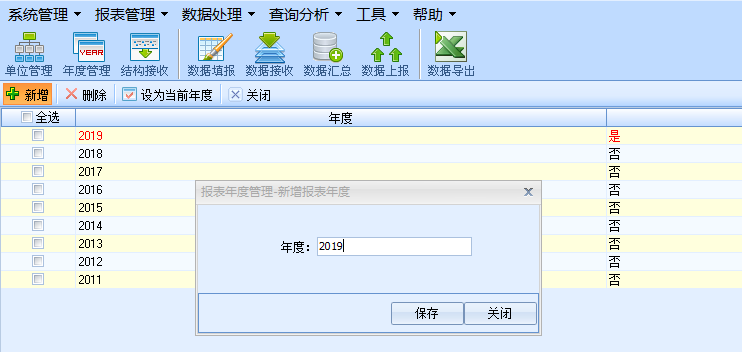 系统管理 报表管理 数据处理 查询分析 工具 帮助
YEAR
单位管理 年度管理 结构接收 数据填报 数据接收 数据汇总 数据上报 数据导出
新增 删除 设为当前年度 关闭
全选 年度
2019 是
2018 否
2017 否
2016 否
2015 否
2014 否
2013 否
2012 否
2011 否
报表年度管理-新增报表年度
年度: 2019
保存 关闭